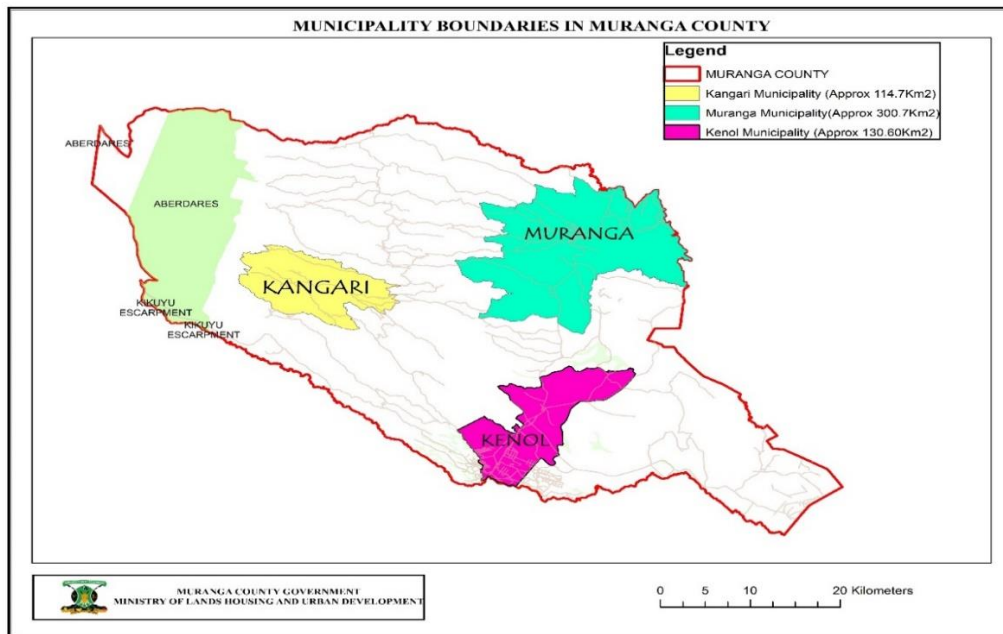 MUNICIPALITY BOUNDARIES IN MURANGA COUNTY
Legend
MURANGA COUNTY
Kangari Municipality (Approx 114.7Km2)
Muranga Municipality(Approx 300.7Km2)
Kenol Municipality (Approx 130.60Km2)
ABERDARES
ABERDARES
MURANGA
KANGARI
KIKUYU
ESCARPMENT
KIKUYU
ESCARPMENT
KENOL
MURANGA COUNTY GOVERNMENT
MINISTRY OF LANDS HOUSING AND URBAN DEVELOPMENT
0 5 10 20 Kilometers